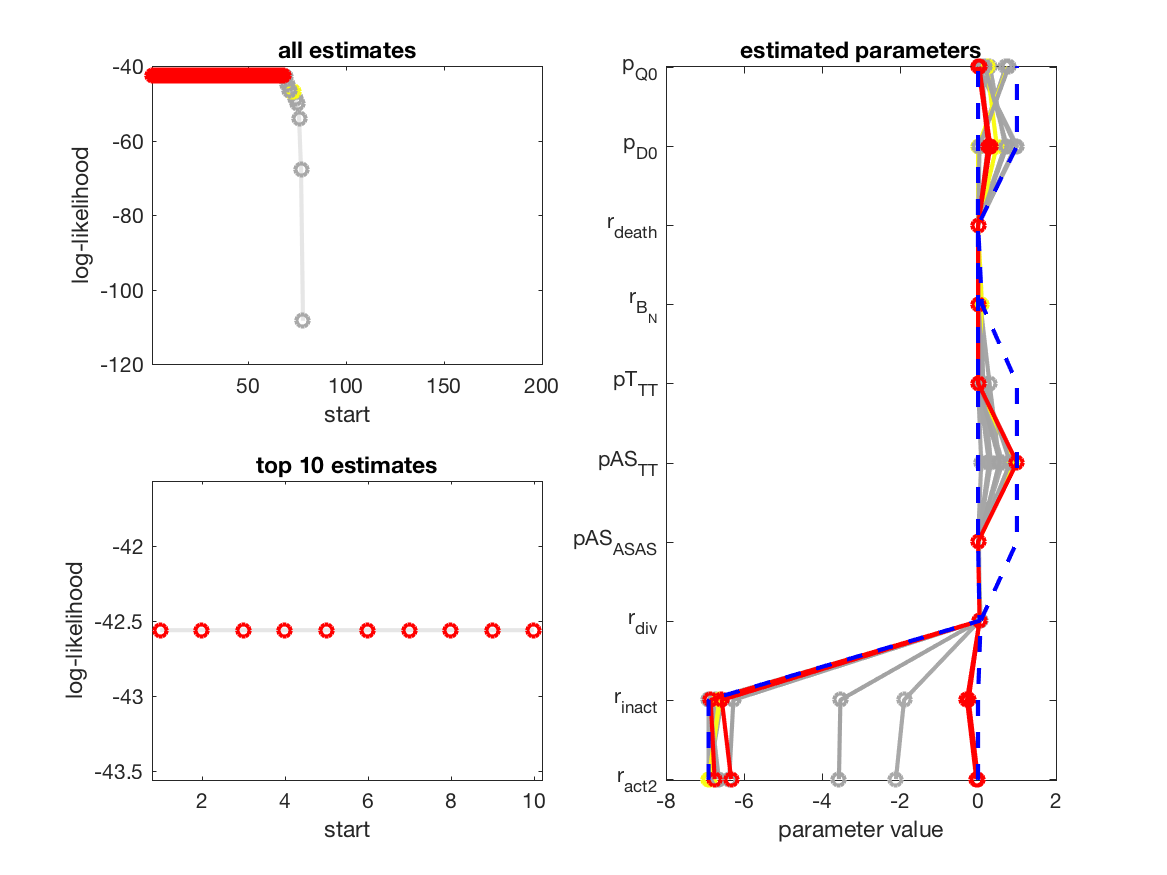 all estimates
-40
-60
-80
-100
-120
log-likelihood
50
100
150
200
start
top 10 estimates
-42
-42.5
-43
-43.5
log-likelihood
2
4
6
8
10
start
estimated parameters
p_Q0
p_D0
r_death
r_B_N
pT_TT
pAS_TT
pAS_ASAS
r_div
r_inact
r_act2
-8
-6
-4
-2
0
2
parameter value